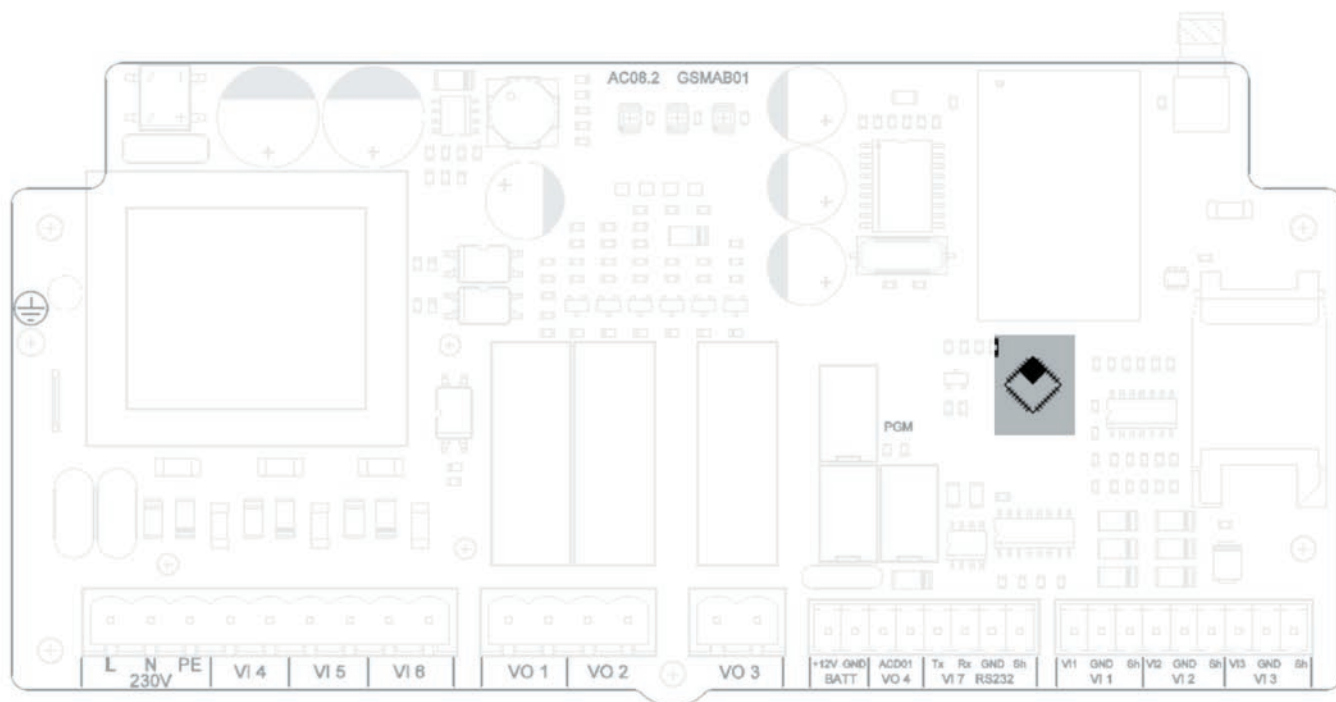 AC08.2 GSMAB01
PGM
L N PE VI 4 VI 5 VI 6 VO 1 VO 2 VO 3 +12V GND ACD01 Tx Rx GND Sh VI1 GND Sh VI2 GND Sh VI3 GND Sh
230V BATT VO 4 VI 7 RS232 VI 1 VI 2 VI 3